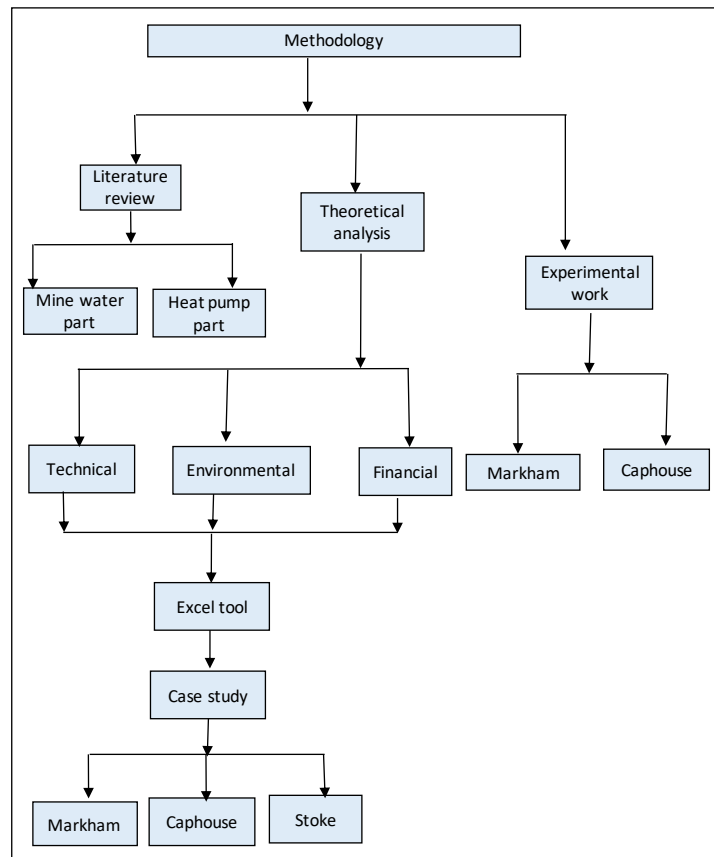 Methodology
Literature
review
Theoretical
analysis
Experimental
work
Mine water
part
Heat pump
part
Technical
Environmental
Financial
Markham
Caphouse
Excel tool
Case study
Markham
Caphouse
Stoke